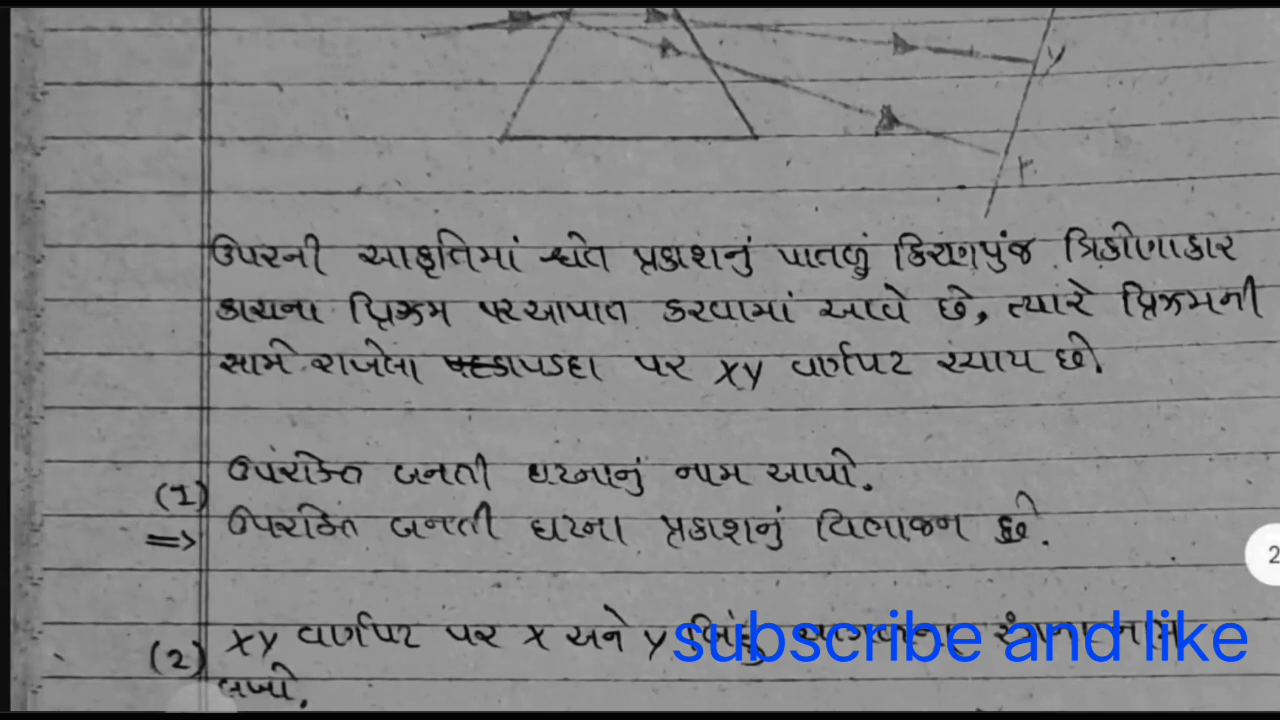 y
ઉપરની આકૃતિમાં શ્વેત પ્રકાશનું પાતળું કિરણપુંજ ત્રિકોણાકાર
કાચના પ્રિઝમ પર આપાત કરવામાં આવે છે, ત્યારે પ્રિઝમની
સામે રાખેલા પડદા પર XY વર્ણપટ રચાય છે.
ઉપરોક્ત બનતી ઘટનાનું નામ આપો.
(1)
ઉપરોક્ત બનતી ઘટના પ્રકાશનું વિભાજન છે.
=>
2
XY વર્ણપટ પર X અને Y
subscribe and like
(2)
લખો.